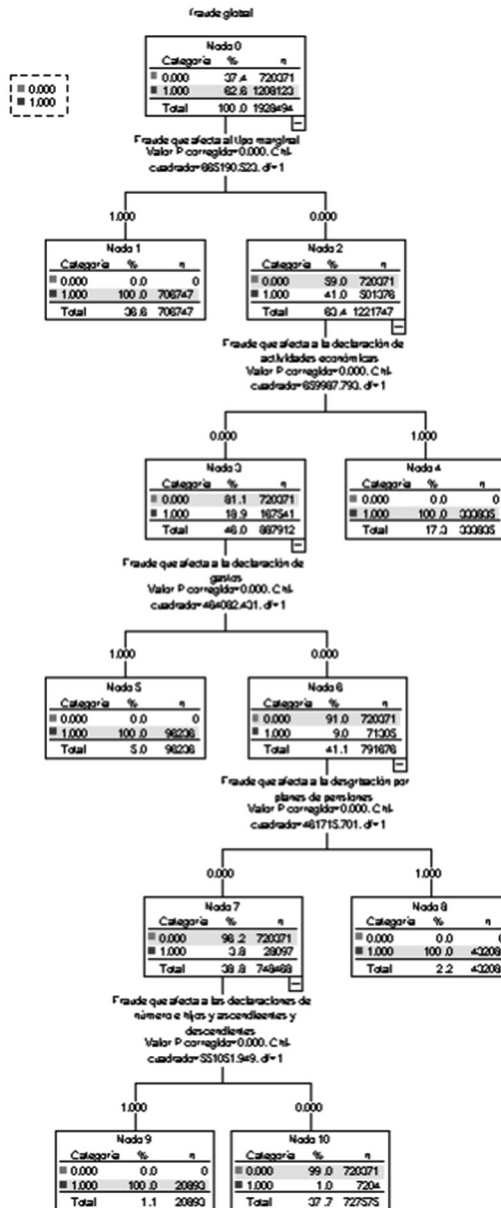 Fraude global
0.000
1.000
Nodo 0
Categoría % n
0.000 37.4 720371
1.000 62.6 1208123
Total 100.0 1928494
Fraude que afecta al tipo marginal
Valor P corregido=0.000. Chi-
cuadrado=665190.523. df=1
1.000 0.000
Nodo 1
Categoría % n
0.000 0.0 0
1.000 100.0 706747
Total 36.6 706747
Nodo 2
Categoría % n
0.000 59.0 720371
1.000 41.0 501376
Total 63.4 1221747
Fraude que afecta a la declaración de
actividades económicas
Valor P corregido=0.000. Chi-
cuadrado=659987.793. df=1
0.000 1.000
Nodo 3
Categoría % n
0.000 81.1 720371
1.000 18.9 167541
Total 46.0 887912
Nodo 4
Categoría % n
0.000 0.0 0
1.000 100.0 333835
Total 17.3 333835
Fraude que afecta a la declaración de
gastos
Valor P corregido=0.000. Chi-
cuadrado=464082.431. df=1
1.000 0.000
Nodo 5
Categoría % n
0.000 0.0 0
1.000 100.0 96236
Total 5.0 96236
Nodo 6
Categoría % n
0.000 91.0 720371
1.000 9.0 71305
Total 41.1 791676
Fraude que afecta a la desgravación por
planes de pensiones
Valor P corregido=0.000. Chi-
cuadrado=461715.701. df=1
0.000 1.000
Nodo 7
Categoría % n
0.000 96.2 720371
1.000 3.8 28097
Total 38.8 748468
Nodo 8
Categoría % n
0.000 0.0 0
1.000 100.0 43208
Total 2.2 43208
Fraude que afecta a las declaraciones de
número e hijos y ascendientes y
descendientes
Valor P corregido=0.000. Chi-
cuadrado=551051.949. df=1
1.000 0.000
Nodo 9
Categoría % n
0.000 0.0 0
1.000 100.0 20893
Total 1.1 20893
Nodo 10
Categoría % n
0.000 99.0 720371
1.000 1.0 7204
Total 37.7 727575